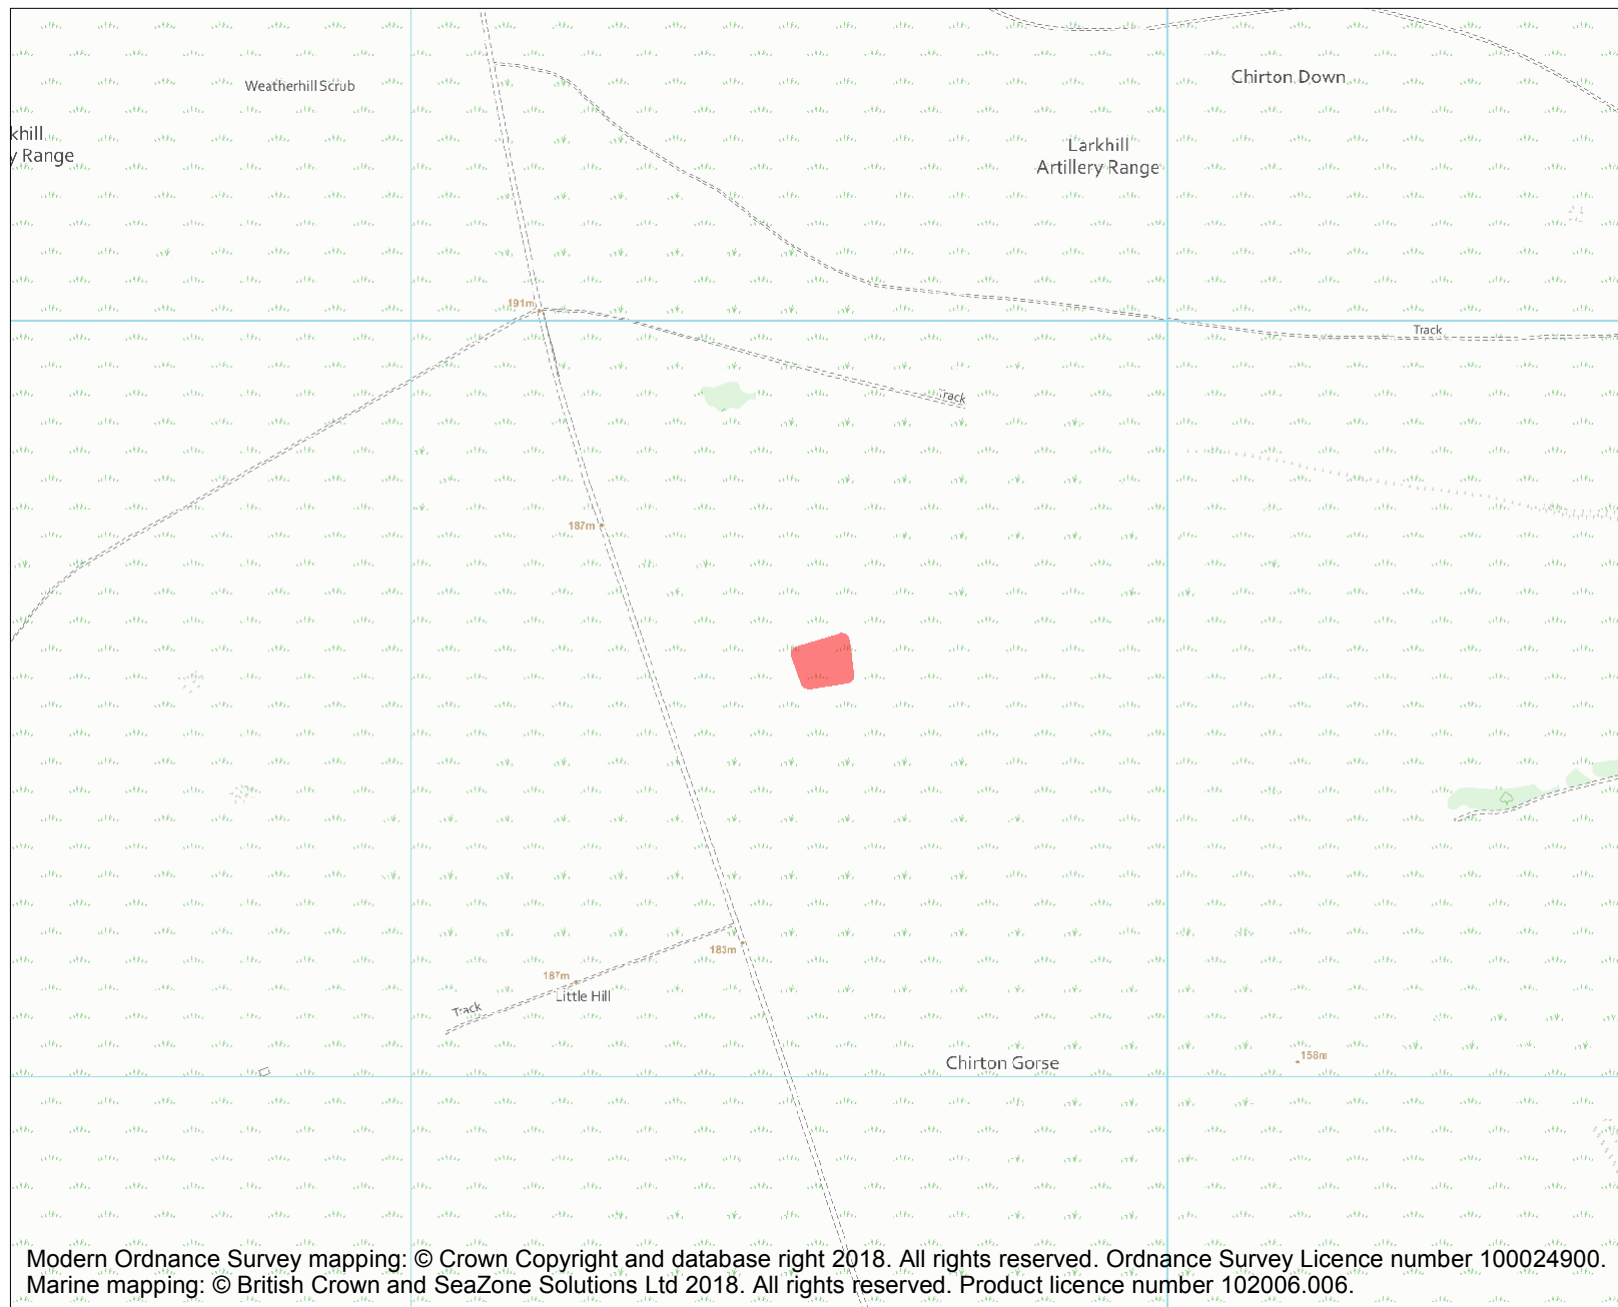 Chirton Down
Weatherhill Scrub
khill
y Range
Larkhill
Artillery Range
191m
Track
Track
187m
183m
187m
Little Hill
Track
158m
Chirton Gorse
Modern Ordnance Survey mapping: © Crown Copyright and database right 2018. All rights reserved. Ordnance Survey Licence number 100024900.
Marine mapping: © British Crown and SeaZone Solutions Ltd 2018. All rights reserved. Product licence number 102006.006.